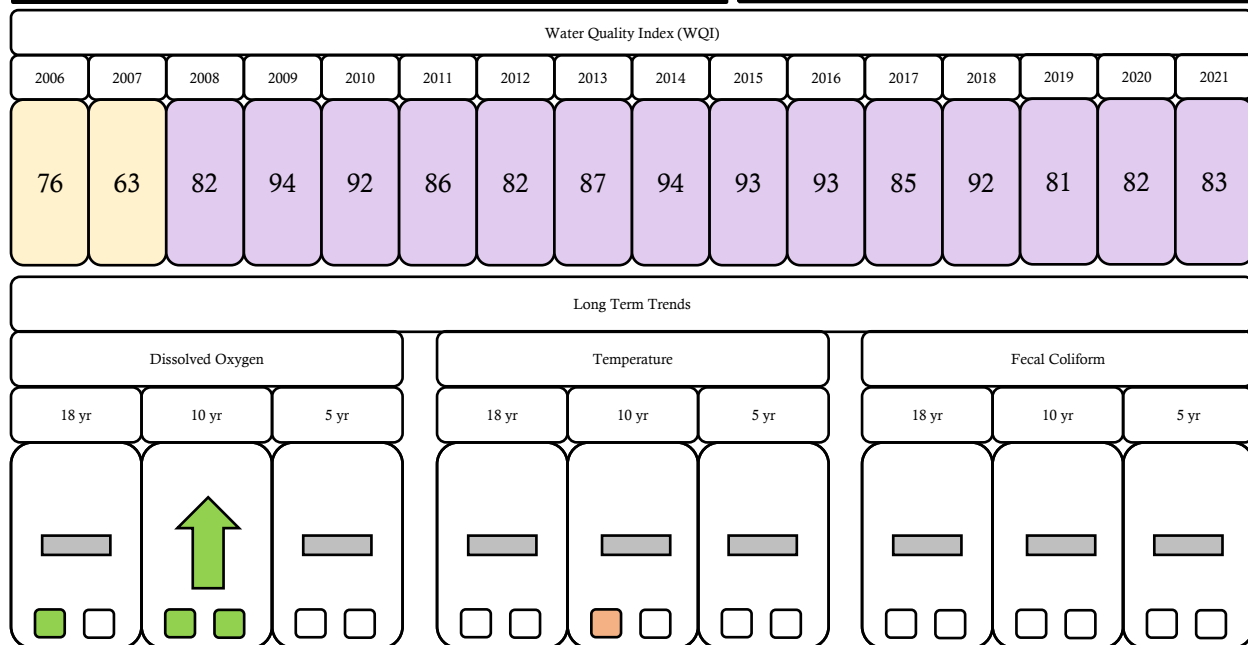 Water Quality Index (WQI)
2006 2007 2008 2009 2010 2011 2012 2013 2014 2015 2016 2017 2018 2019 2020 2021
76 63 82 94 92 86 82 87 94 93 93 85 92 81 82 83
Long Term Trends
Dissolved Oxygen Temperature Fecal Coliform
18 yr 10 yr 5 yr 18 yr 10 yr 5 yr 18 yr 10 yr 5 yr